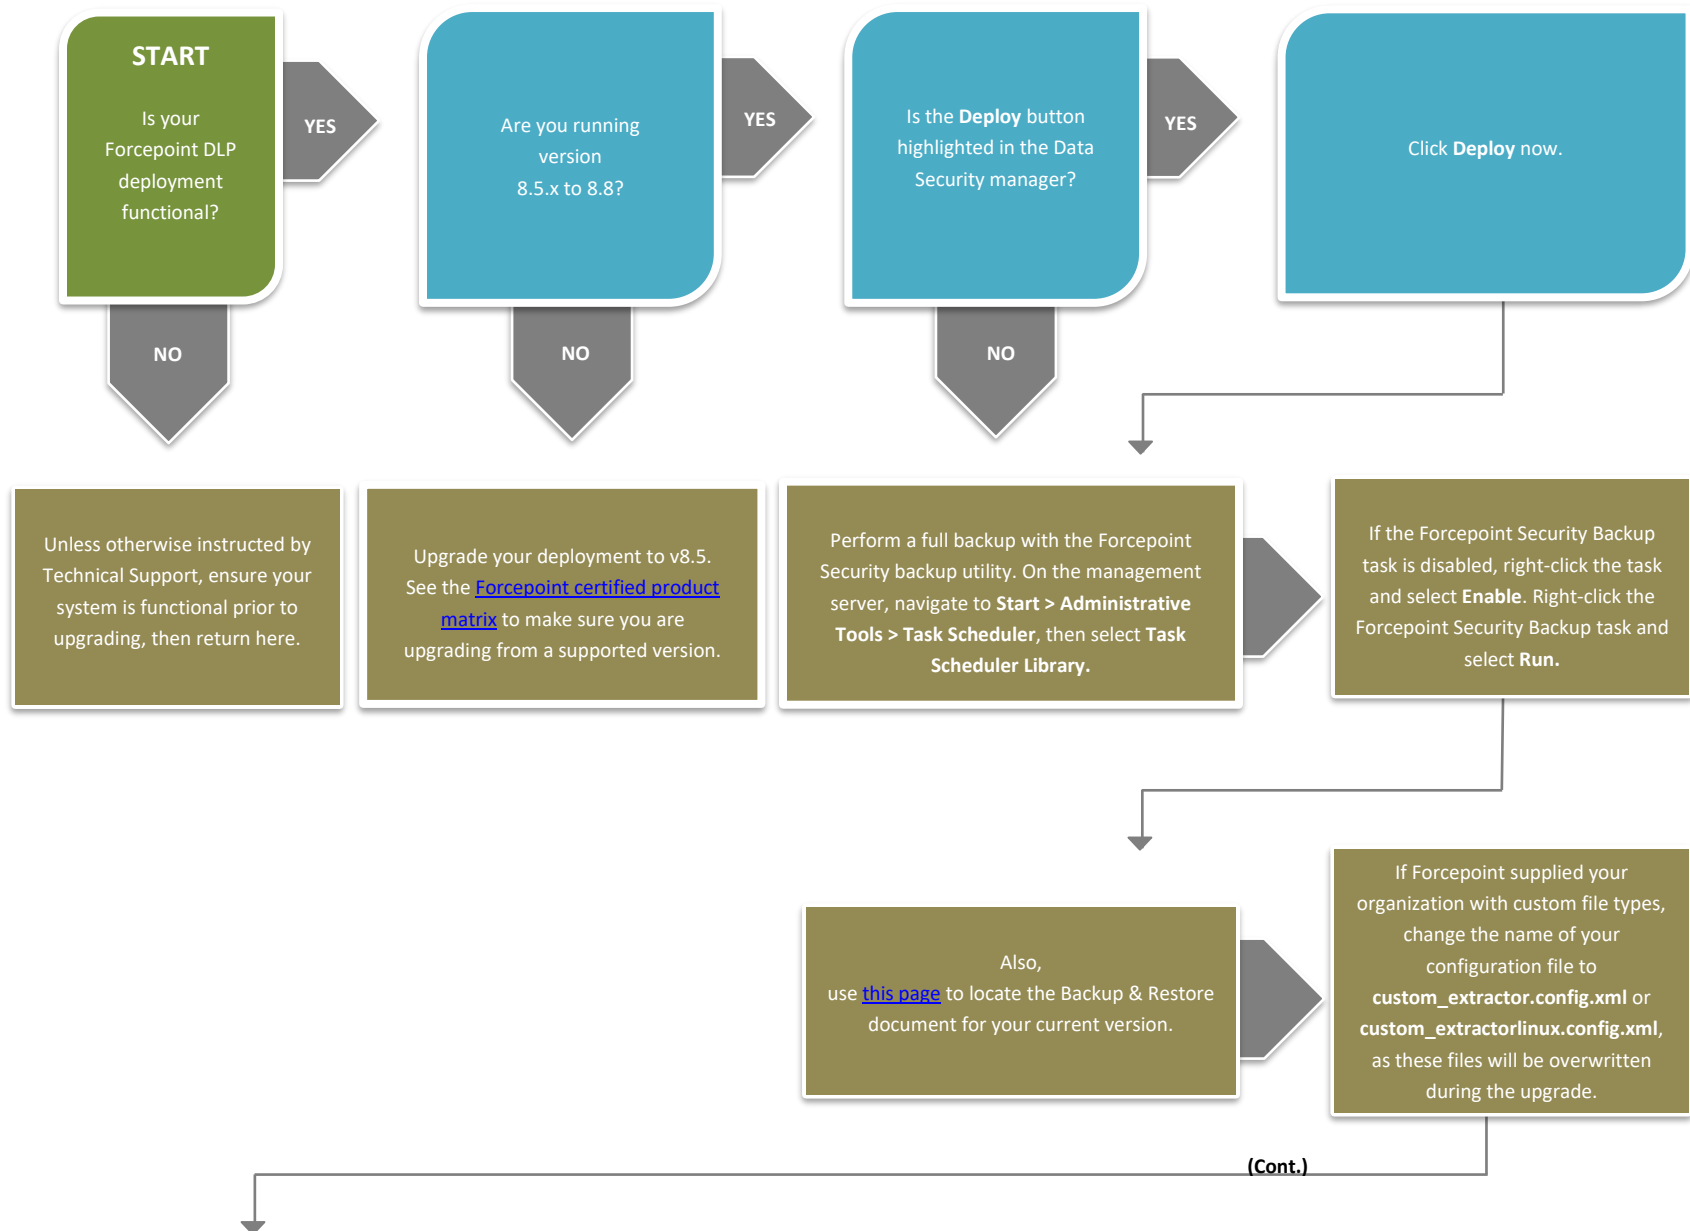 START
Is your
Forcepoint DLP
deployment
functional?
YES
NO
Are you running
version
8.5.x to 8.8?
YES
NO
Is the Deploy button
highlighted in the Data
Security manager?
YES
NO
Click Deploy now.
Unless otherwise instructed by
Technical Support, ensure your
system is functional prior to
upgrading, then return here.
Upgrade your deployment to v8.5.
See the Forcepoint certified product
matrix to make sure you are
upgrading from a supported version.
Perform a full backup with the Forcepoint
Security backup utility. On the management
server, navigate to Start > Administrative
Tools > Task Scheduler, then select Task
Scheduler Library.
If the Forcepoint Security Backup
task is disabled, right-click the task
and select Enable. Right-click the
Forcepoint Security Backup task and
select Run.
Also,
use this page to locate the Backup & Restore
document for your current version.
If Forcepoint supplied your
organization with custom file types,
change the name of your
configuration file to
custom_extractor.config.xml or
custom_extractorlinux.config.xml,
as these files will be overwritten
during the upgrade.
(Cont.)